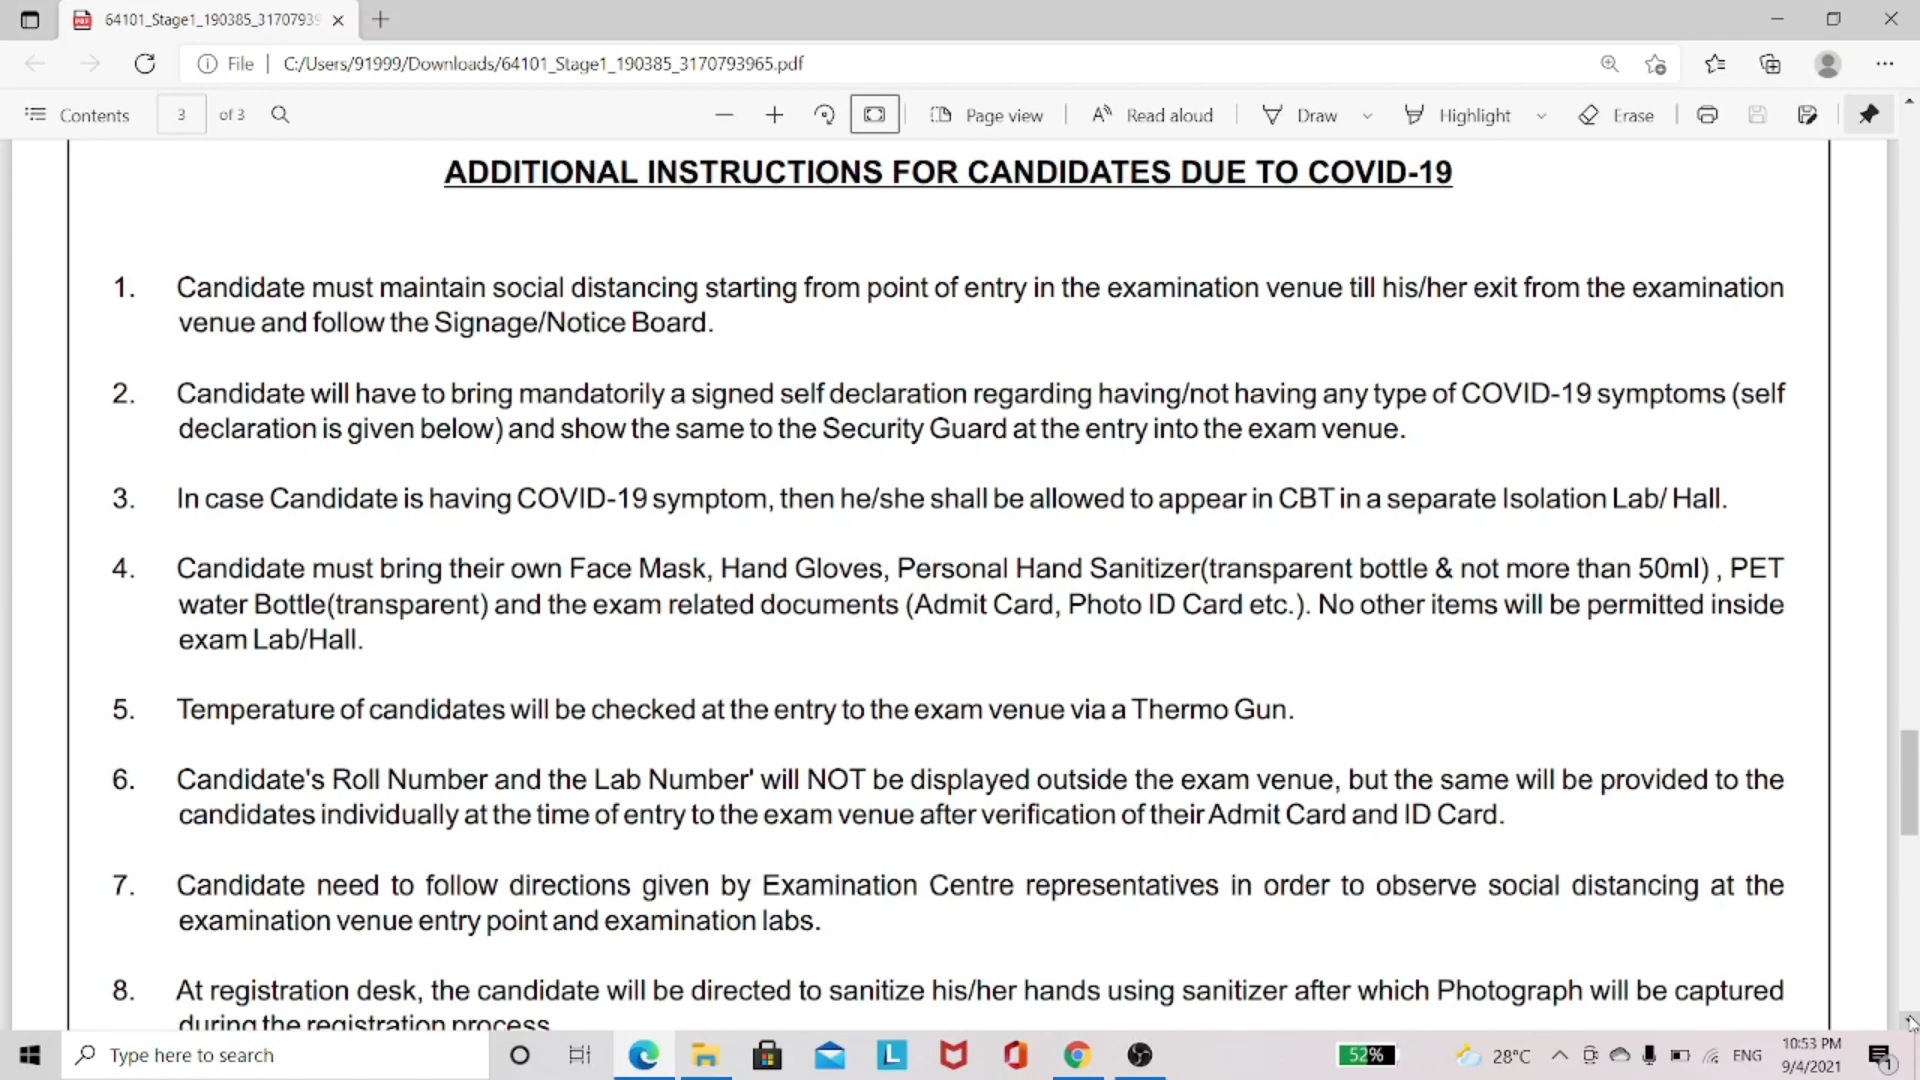 64101_Stage1_190385_31707939
File
C:/Users/91999/Downloads/64101_Stage1_190385_3170793965.pdf
Contents 3 of 3 Page view Read aloud Draw Highlight Erase
ADDITIONAL INSTRUCTIONS FOR CANDIDATES DUE TO COVID-19
1. Candidate must maintain social distancing starting from point of entry in the examination venue till his/her exit from the examination
venue and follow the Signage/Notice Board.
2. Candidate will have to bring mandatorily a signed self declaration regarding having/not having any type of COVID-19 symptoms (self
declaration is given below) and show the same to the Security Guard at the entry into the exam venue.
3. In case Candidate is having COVID-19 symptom, then he/she shall be allowed to appear in CBT in a separate Isolation Lab/ Hall.
4. Candidate must bring their own Face Mask, Hand Gloves, Personal Hand Sanitizer(transparent bottle & not more than 50ml) , PET
water Bottle(transparent) and the exam related documents (Admit Card, Photo ID Card etc.). No other items will be permitted inside
exam Lab/Hall.
5. Temperature of candidates will be checked at the entry to the exam venue via a Thermo Gun.
6. Candidate's Roll Number and the Lab Number' will NOT be displayed outside the exam venue, but the same will be provided to the
candidates individually at the time of entry to the exam venue after verification of their Admit Card and ID Card.
7. Candidate need to follow directions given by Examination Centre representatives in order to observe social distancing at the
examination venue entry point and examination labs.
8. At registration desk, the candidate will be directed to sanitize his/her hands using sanitizer after which Photograph will be captured
during the registration process
Type here to search
52%
28°C
ENG
10:53 PM
9/4/2021
1